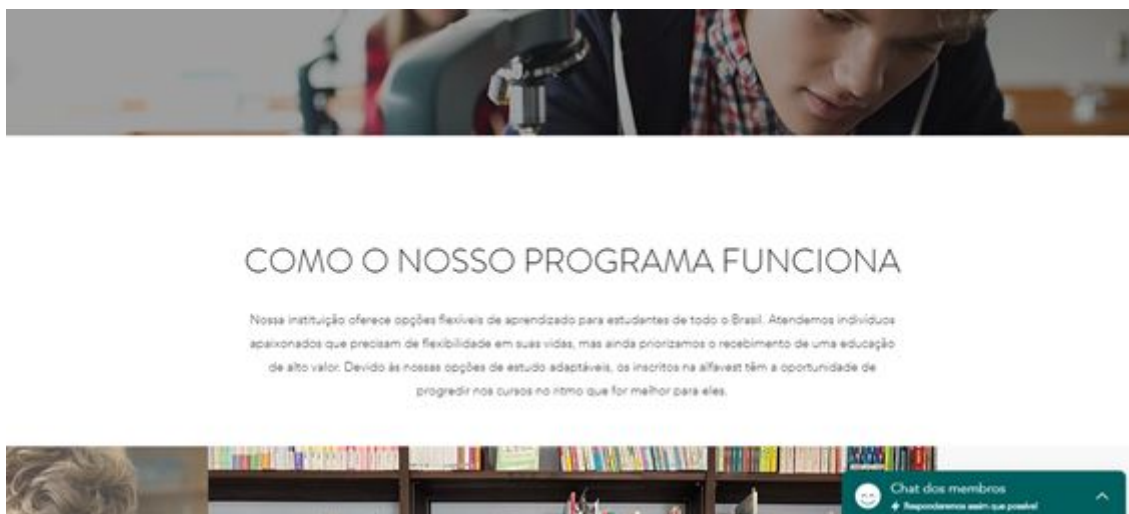 COMO O NOSSO PROGRAMA FUNCIONA
Nossa instituição oferece opções flexíveis de aprendizado para estudantes de todo o Brasil. Atendemos indivíduos
apaixonados que precisam de flexibilidade em suas vidas, mas ainda priorizamos o recebimento de uma educação
de alto valor. Devido às nossas opções de estudo adaptáveis, os inscritos na alfavest têm a oportunidade de
progredir nos cursos no ritmo que for melhor para eles.
Chat dos membros
Responderemos assim que possível